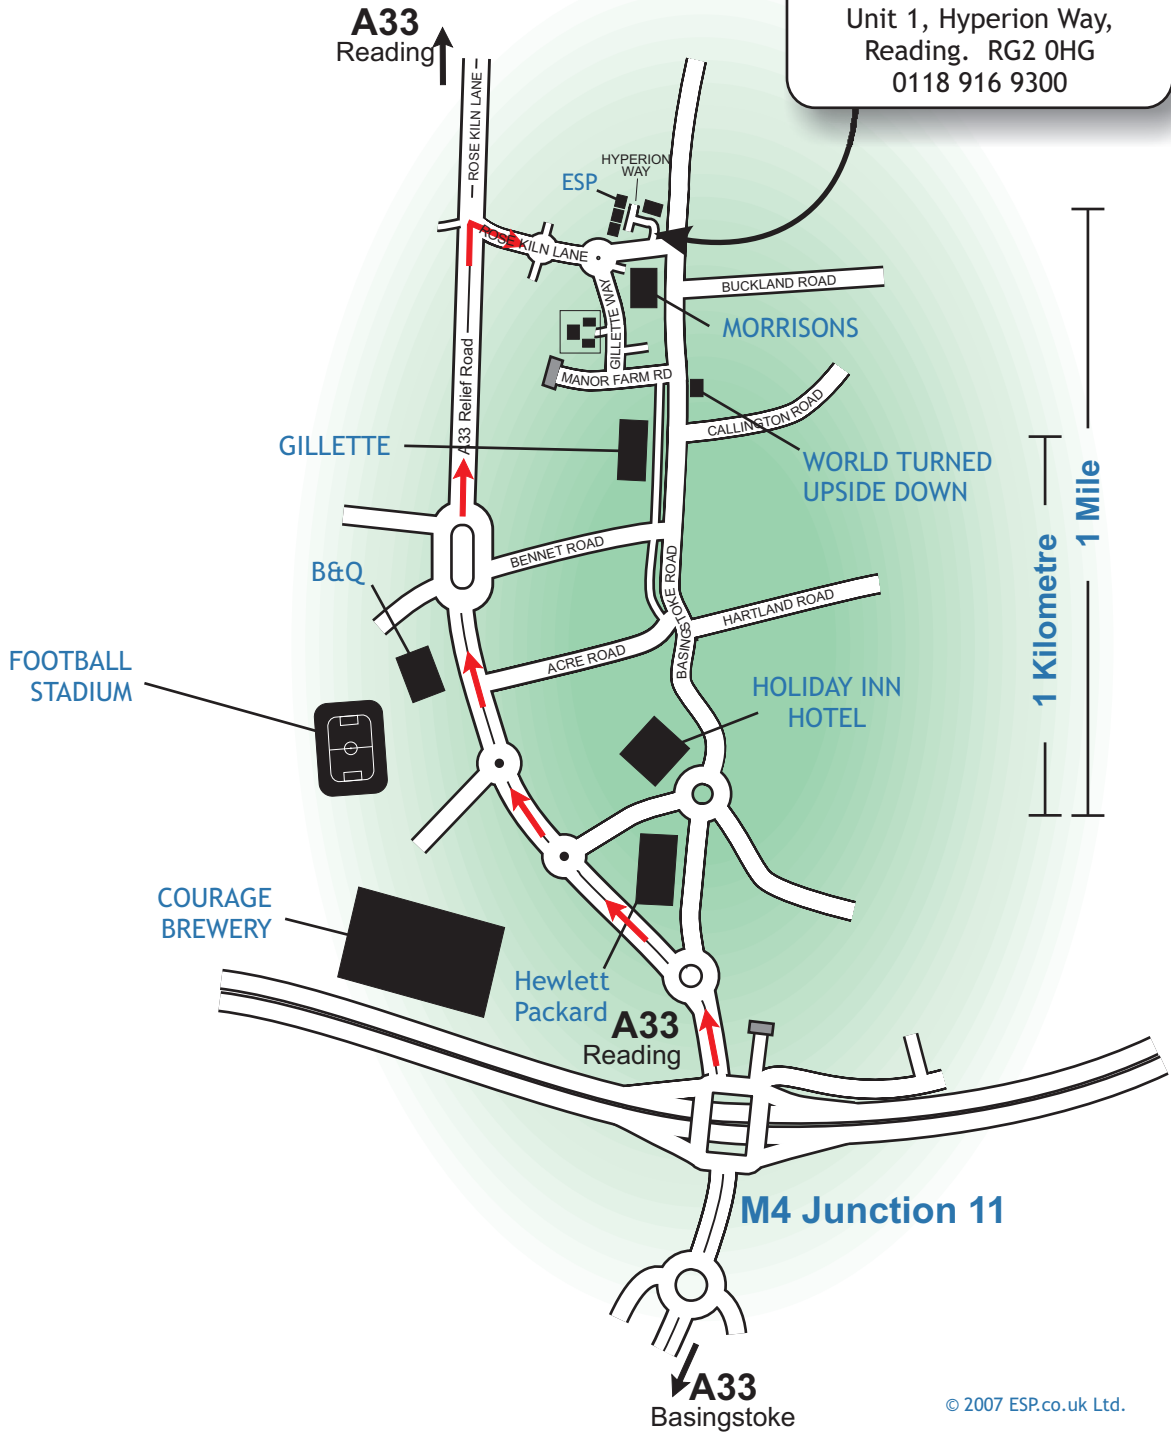 A33
Reading
Unit 1, Hyperion Way,
Reading. RG2 0HG
0118 916 9300
ROSE KILN LANE
HYPERION
WAY
ESP
ROSE KILN LANE
BUCKLAND ROAD
GILLETTE WAY
MORRISONS
A33 Relief Road
MANOR FARM RD
CALLINGTON ROAD
GILLETTE
WORLD TURNED
UPSIDE DOWN
1 Mile
BENNET ROAD
B&Q
BASINGSTOKE ROAD
HARTLAND ROAD
1 Kilometre
ACRE ROAD
FOOTBALL
STADIUM
HOLIDAY INN
HOTEL
COURAGE
BREWERY
Hewlett
Packard
A33
Reading
M4 Junction 11
A33
Basingstoke
© 2007 ESP.co.uk Ltd.